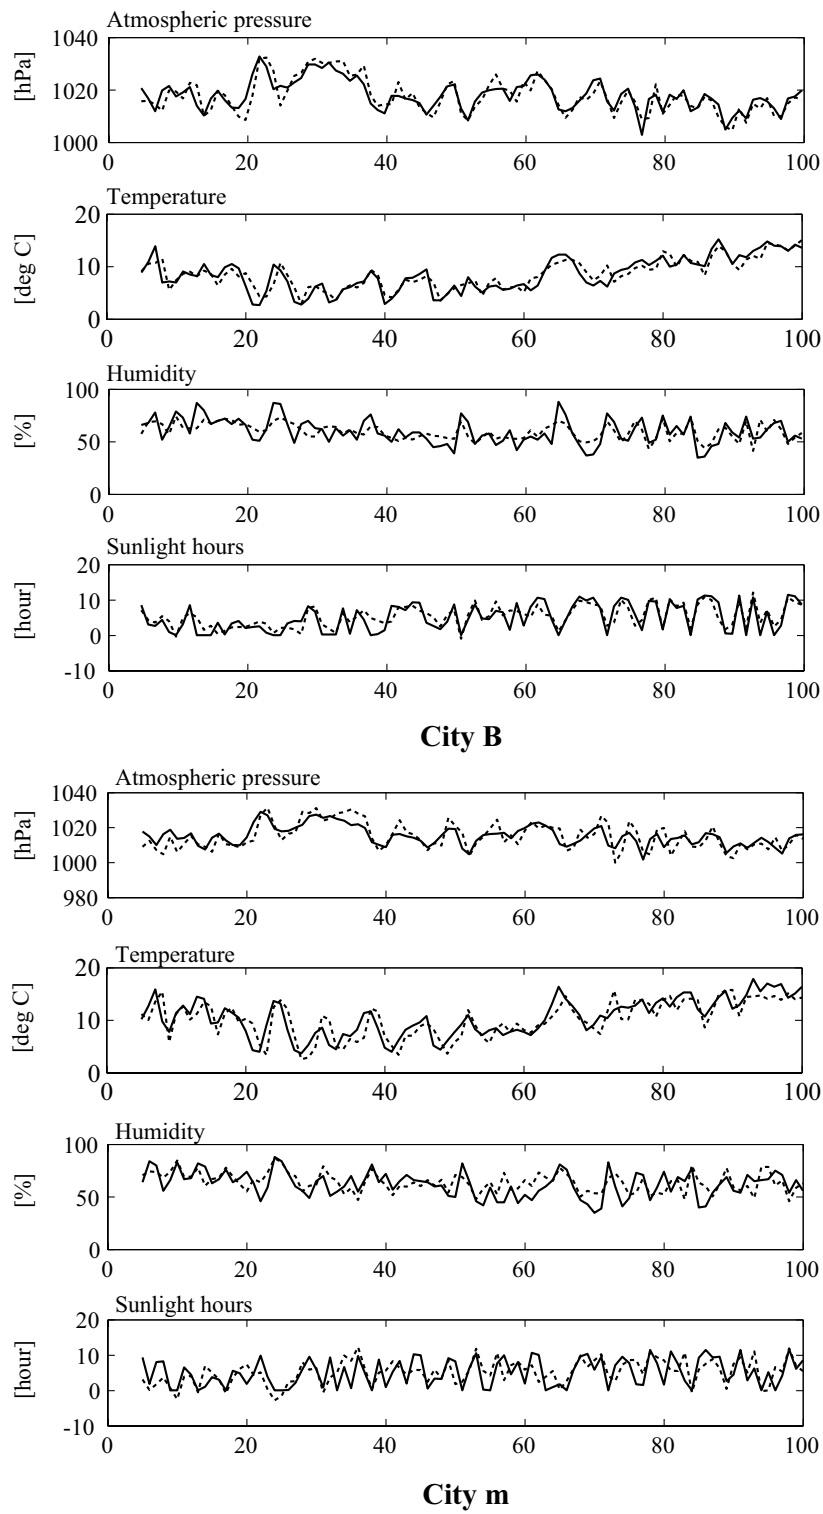 Atmospheric pressure
1040
1020
1000
[hPa]
0 20 40 60 80 100
Temperature
20
10
0
[deg C]
0 20 40 60 80 100
Humidity
100
50
0
[%]
0 20 40 60 80 100
Sunlight hours
20
10
0
-10
[hour]
0 20 40 60 80 100
City B
Atmospheric pressure
1040
1020
1000
980
[hPa]
0 20 40 60 80 100
Temperature
20
10
0
[deg C]
0 20 40 60 80 100
Humidity
100
50
0
[%]
0 20 40 60 80 100
Sunlight hours
20
10
0
-10
[hour]
0 20 40 60 80 100
City m